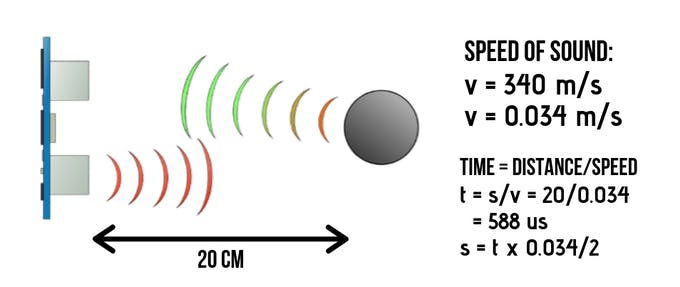 SPEED OF SOUND:
v = 340 m/s
v = 0.034 m/s
TIME = DISTANCE/SPEED
t = s/v = 20/0.034
= 588 us
s = t x 0.034/2
20 CM